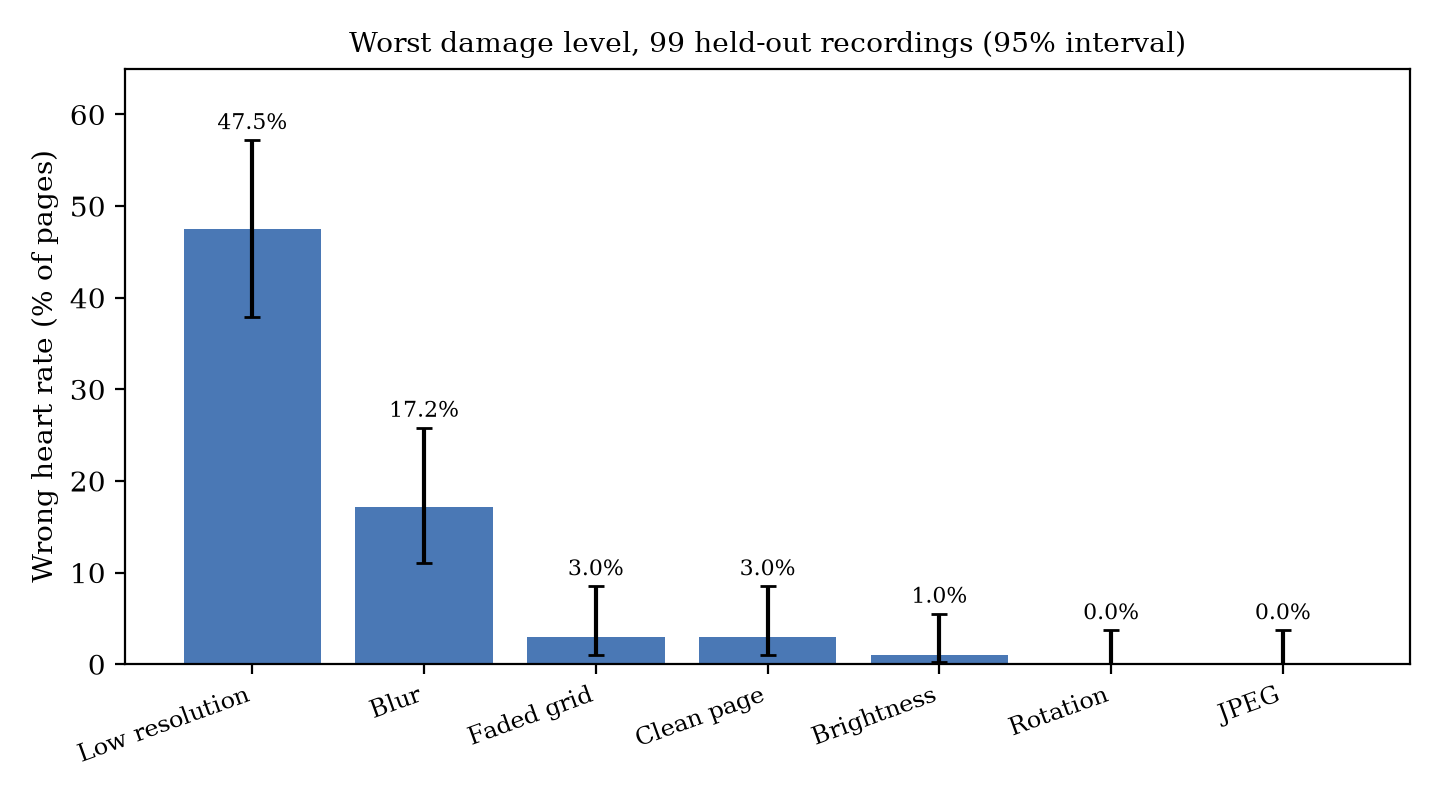 Worst damage level, 99 held-out recordings (95% interval)
Wrong heart rate (% of pages)
60
50
40
30
20
10
0
47.5%
17.2%
3.0%
3.0%
1.0%
0.0%
0.0%
Low resolution
Blur
Faded grid
Clean page
Brightness
Rotation
JPEG